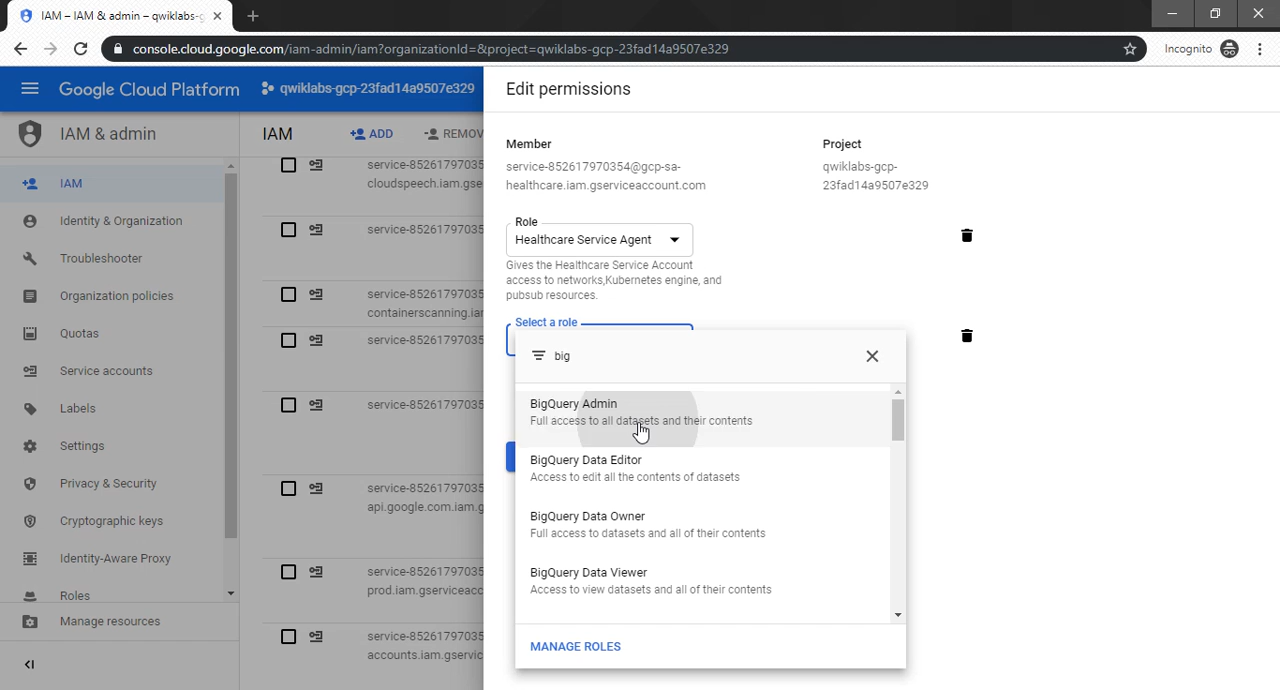 IAM – IAM & admin – qwiklabs-g
console.cloud.google.com/iam-admin/iam?organizationId=&project=qwiklabs-gcp-23fad14a9507e329
Incognito
Google Cloud Platform
qwiklabs-gcp-23fad14a9507e329
IAM & admin
IAM
Identity & Organization
Troubleshooter
Organization policies
Quotas
Service accounts
Labels
Settings
Privacy & Security
Cryptographic keys
Identity-Aware Proxy
Roles
Manage resources
IAM
ADD
REMOV
service-85261797035
cloudspeech.iam.gse
service-85261797035
service-85261797035
containerscanning.iar
service-85261797035
service-85261797035
service-85261797035
api.google.com.iam.g
service-85261797035
prod.iam.gserviceacc
service-85261797035
accounts.iam.gservic
Edit permissions
Member
service-852617970354@gcp-sa-
healthcare.iam.gserviceaccount.com
Project
qwiklabs-gcp-
23fad14a9507e329
Role
Healthcare Service Agent
Gives the Healthcare Service Account
access to networks,Kubernetes engine, and
pubsub resources.
Select a role
big
BigQuery Admin
Full access to all datasets and their contents
BigQuery Data Editor
Access to edit all the contents of datasets
BigQuery Data Owner
Full access to datasets and all of their contents
BigQuery Data Viewer
Access to view datasets and all of their contents
MANAGE ROLES